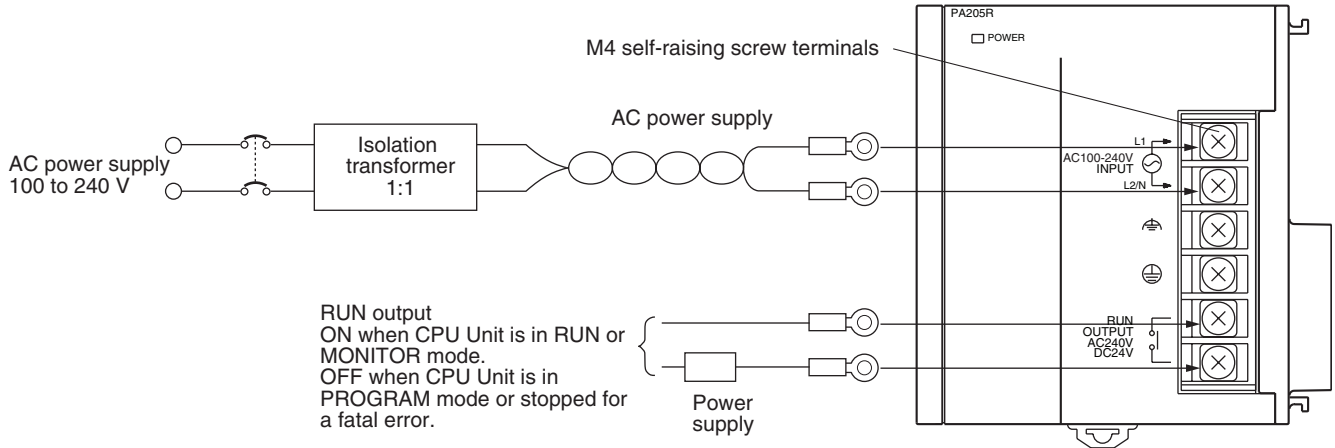 PA205R
POWER
M4 self-raising screw terminals
AC power supply
AC power supply
100 to 240 V
Isolation
transformer
1:1
L1
AC100-240V
INPUT
L2/N
RUN output
ON when CPU Unit is in RUN or
MONITOR mode.
OFF when CPU Unit is in
PROGRAM mode or stopped for
a fatal error.
Power
supply
RUN
OUTPUT
AC240V
DC24V